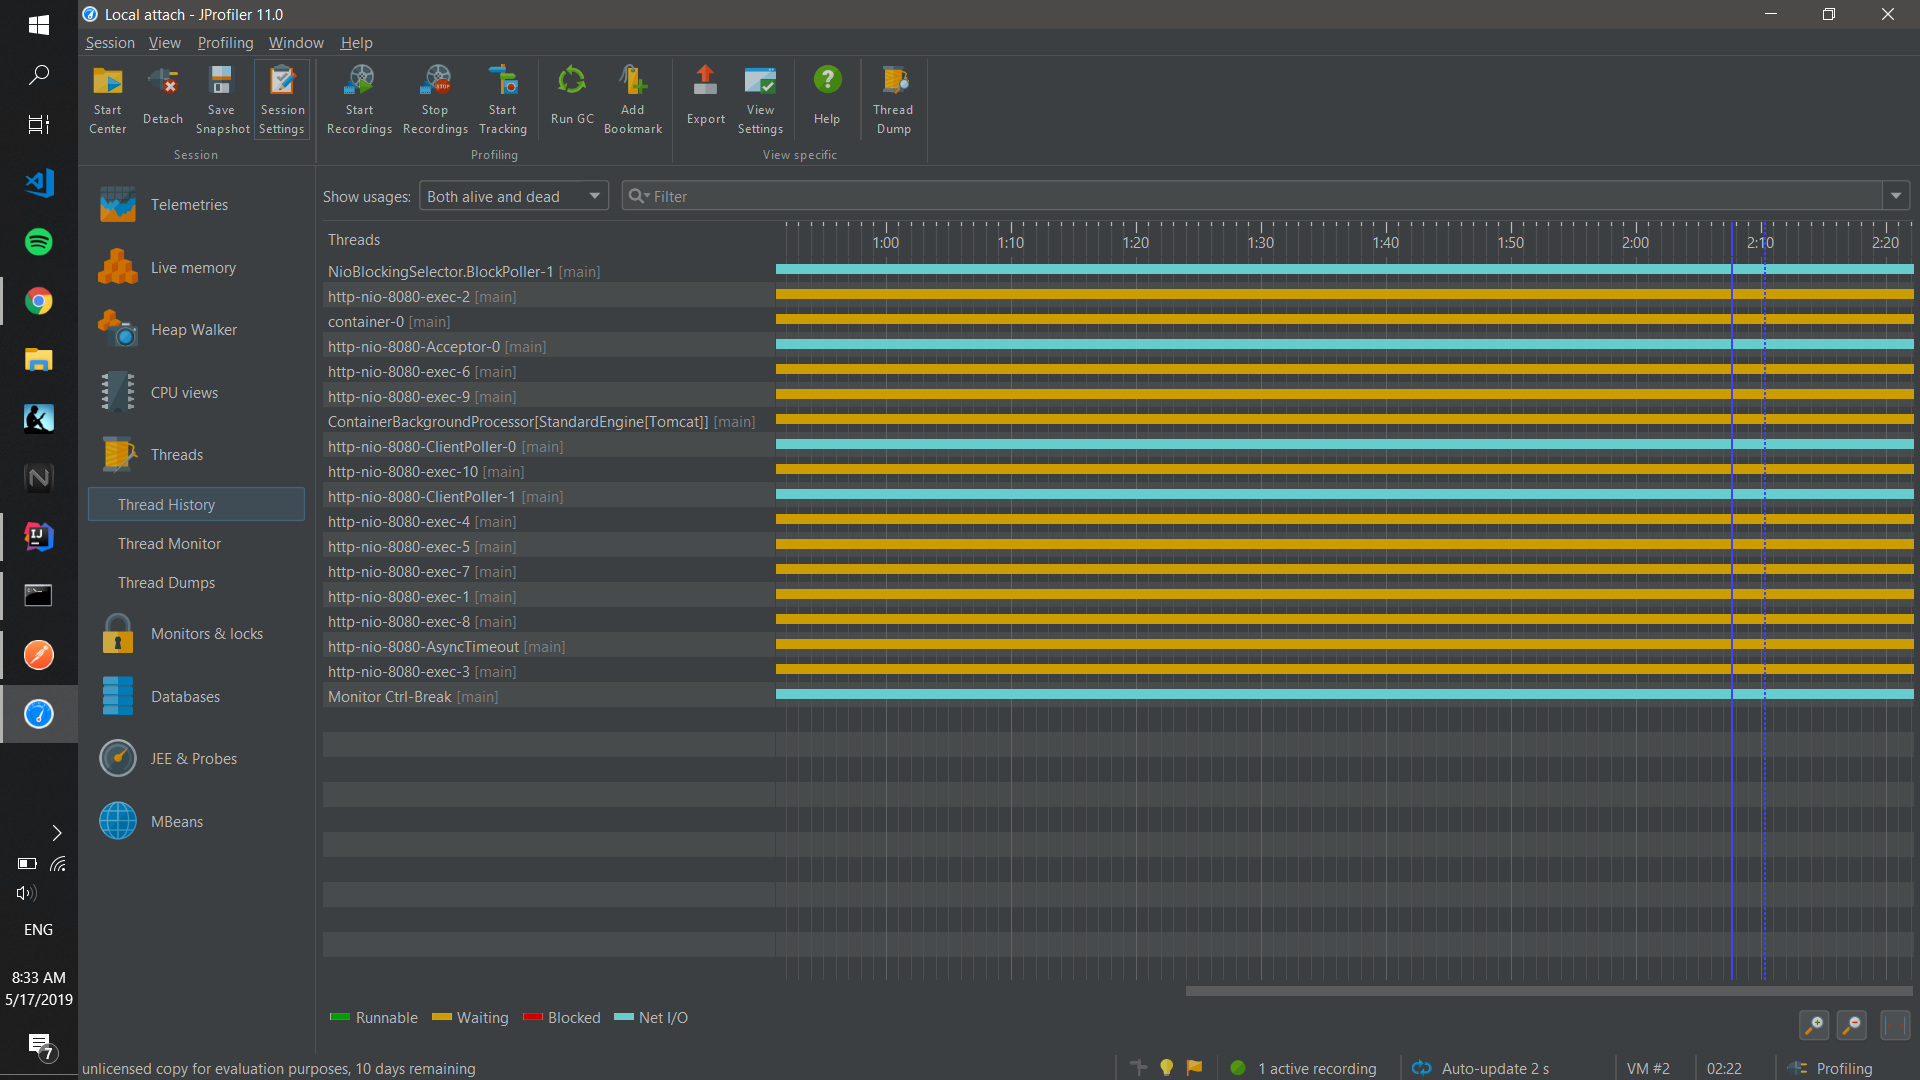 Local attach - JProfiler 11.0
Session View Profiling Window Help
Start Center
Detach
Save Snapshot
Session Settings
Start Recordings
Stop Recordings
Start Tracking
Run GC
Add Bookmark
Export
View Settings
Help
Thread Dump
Session
Profiling
View specific
Telemetries
Live memory
Heap Walker
CPU views
Threads
Thread History
Thread Monitor
Thread Dumps
Monitors & locks
Databases
JEE & Probes
MBeans
Show usages: Both alive and dead
Filter
Threads
1:00 1:10 1:20 1:30 1:40 1:50 2:00 2:10 2:20
NioBlockingSelector.BlockPoller-1 [main]
http-nio-8080-exec-2 [main]
container-0 [main]
http-nio-8080-Acceptor-0 [main]
http-nio-8080-exec-6 [main]
http-nio-8080-exec-9 [main]
ContainerBackgroundProcessor[StandardEngine[Tomcat]] [main]
http-nio-8080-ClientPoller-0 [main]
http-nio-8080-exec-10 [main]
http-nio-8080-ClientPoller-1 [main]
http-nio-8080-exec-4 [main]
http-nio-8080-exec-5 [main]
http-nio-8080-exec-7 [main]
http-nio-8080-exec-1 [main]
http-nio-8080-exec-8 [main]
http-nio-8080-AsyncTimeout [main]
http-nio-8080-exec-3 [main]
Monitor Ctrl-Break [main]
Runnable Waiting Blocked Net I/O
unlicensed copy for evaluation purposes, 10 days remaining
1 active recording
Auto-update 2 s
VM #2
02:22
Profiling
N
IJ
ENG
8:33 AM
5/17/2019
7